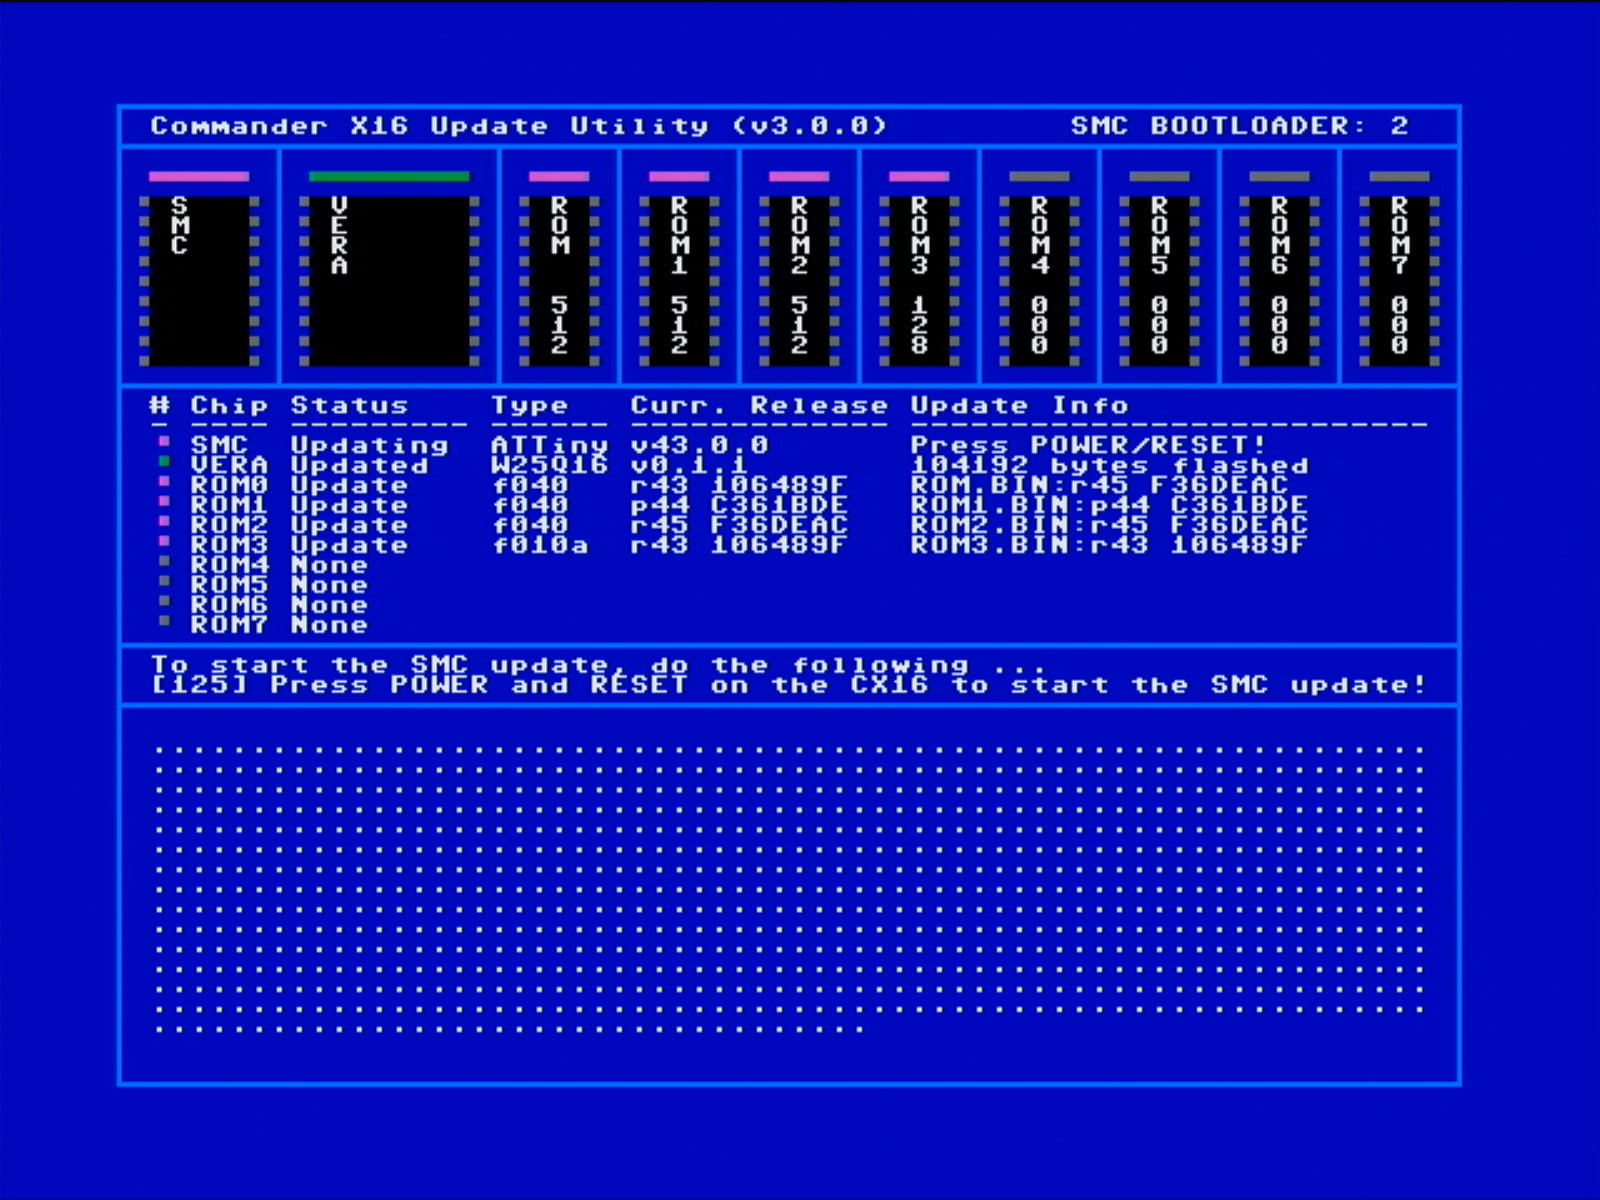 Commander X16 Update Utility (v3.0.0) SMC BOOTLOADER: 2
SMC VERA ROM 512 ROM1 512 ROM2 512 ROM3 128 ROM4 000 ROM5 000 ROM6 000 ROM7 000
# Chip Status Type Curr. Release Update Info
- ---- --------- ------ ------------- --------------------------
SMC Updating ATTiny v43.0.0 Press POWER/RESET!
VERA Updated W25Q16 v0.1.1 104192 bytes flashed
ROM0 Update f040 r43 106489F ROM.BIN:r45 F36DEAC
ROM1 Update f040 p44 C361BDE ROM1.BIN:p44 C361BDE
ROM2 Update f040 r45 F36DEAC ROM2.BIN:r45 F36DEAC
ROM3 Update f010a r43 106489F ROM3.BIN:r43 106489F
ROM4 None
ROM5 None
ROM6 None
ROM7 None
To start the SMC update, do the following ...
[125] Press POWER and RESET on the CX16 to start the SMC update!